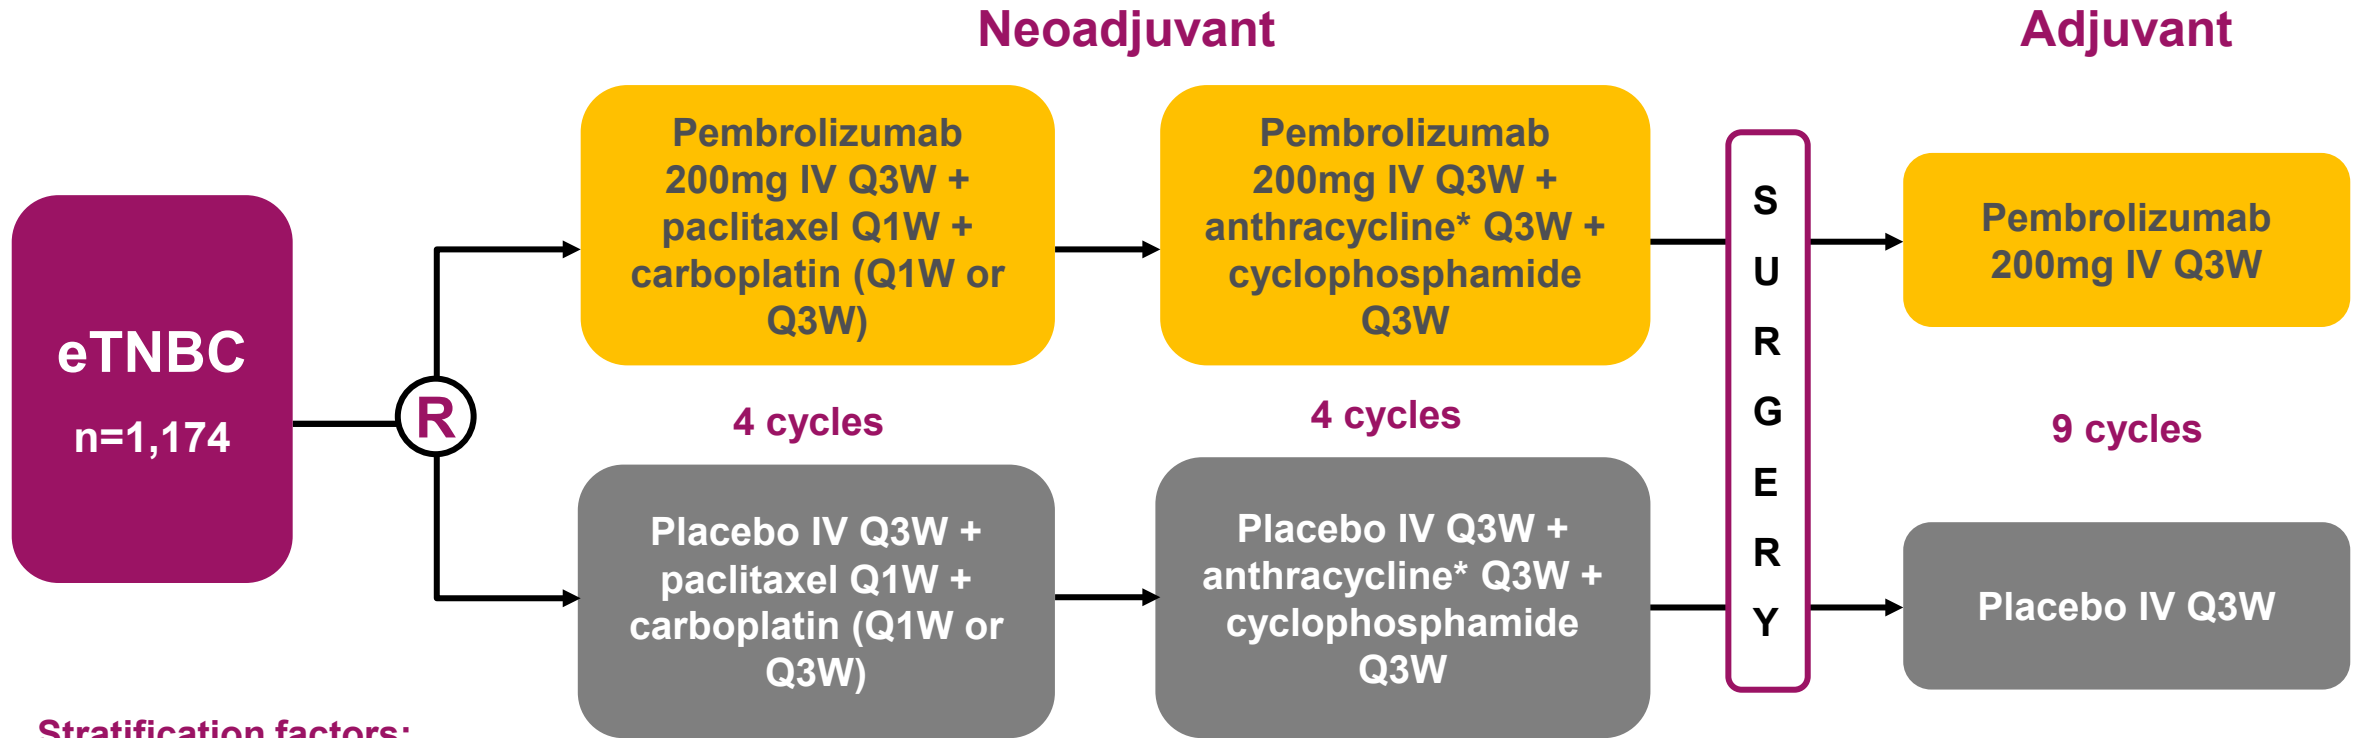 Neoadjuvant
Adjuvant
eTNBC
n=1,174
R
Pembrolizumab
200mg IV Q3W +
paclitaxel Q1W +
carboplatin (Q1W or
Q3W)
Pembrolizumab
200mg IV Q3W +
anthracycline* Q3W +
cyclophosphamide
Q3W
S
U
R
G
E
R
Y
Pembrolizumab
200mg IV Q3W
4 cycles
4 cycles
9 cycles
Placebo IV Q3W +
paclitaxel Q1W +
carboplatin (Q1W or
Q3W)
Placebo IV Q3W +
anthracycline* Q3W +
cyclophosphamide
Q3W
Placebo IV Q3W
Stratification factors: